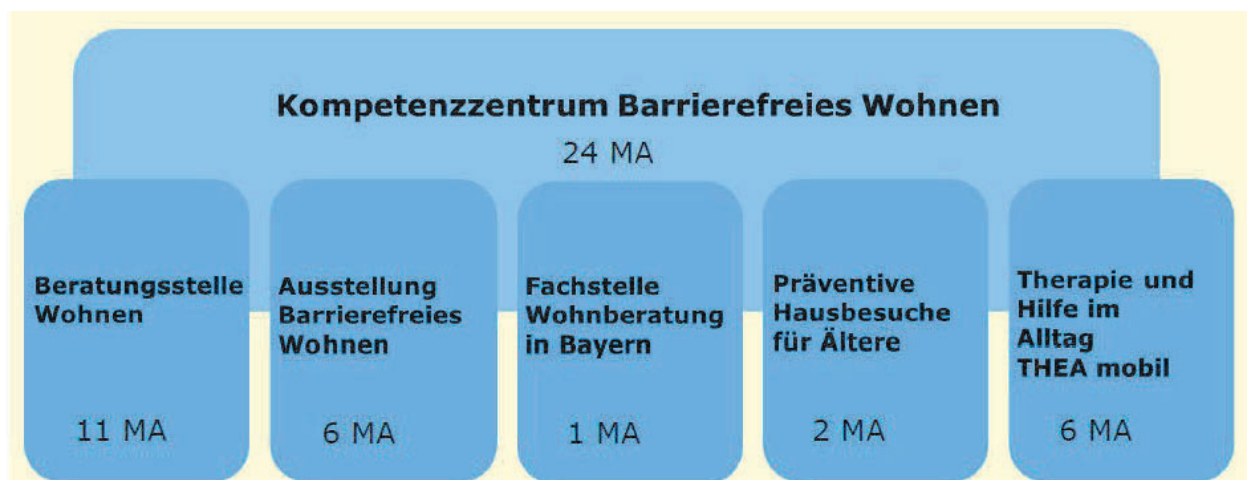 Kompetenzzentrum Barrierefreies Wohnen
24 MA
Beratungsstelle
Wohnen
11 MA
Ausstellung
Barrierefreies
Wohnen
6 MA
Fachstelle
Wohnberatung
in Bayern
1 MA
Präventive
Hausbesuche
für Ältere
2 MA
Therapie und
Hilfe im
Alltag
THEA mobil
6 MA